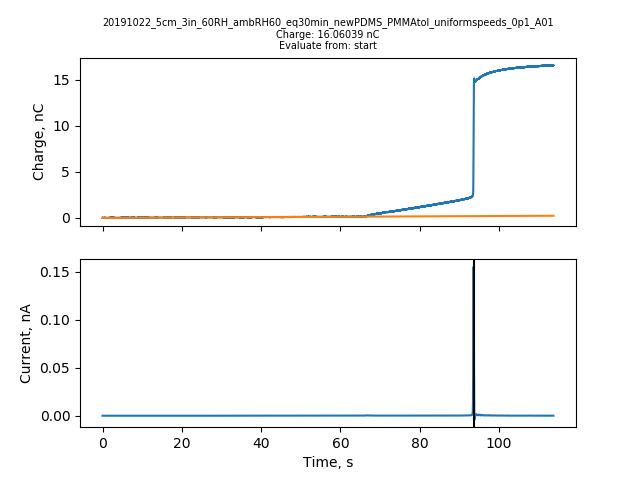 20191022_5cm_3in_60RH_ambRH60_eq30min_newPDMS_PMMAtol_uniformspeeds_0p1_A01
Charge: 16.06039 nC
Evaluate from: start
15
10
5
0
Charge, nC
0.15
0.10
0.05
0.00
Current, nA
0 20 40 60 80 100
Time, s